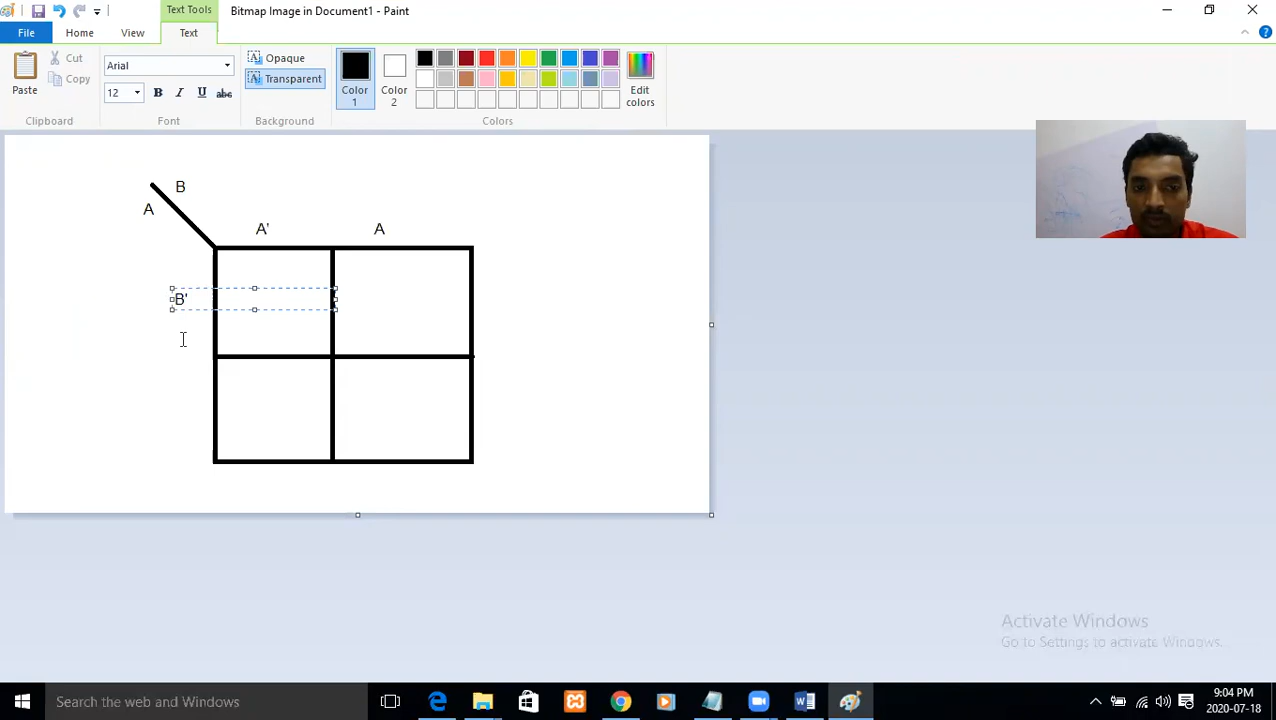 Text Tools
Bitmap Image in Document1 - Paint
File
Home
View
Text
Paste
Cut
Copy
Arial
12
B
I
U
abc
Opaque
Transparent
Color
1
Color
2
Edit
colors
Clipboard
Font
Background
Colors
B
A
A'
A
B'
Activate Windows
Go to Settings to activate Windows.
Search the web and Windows
9:04 PM
2020-07-18